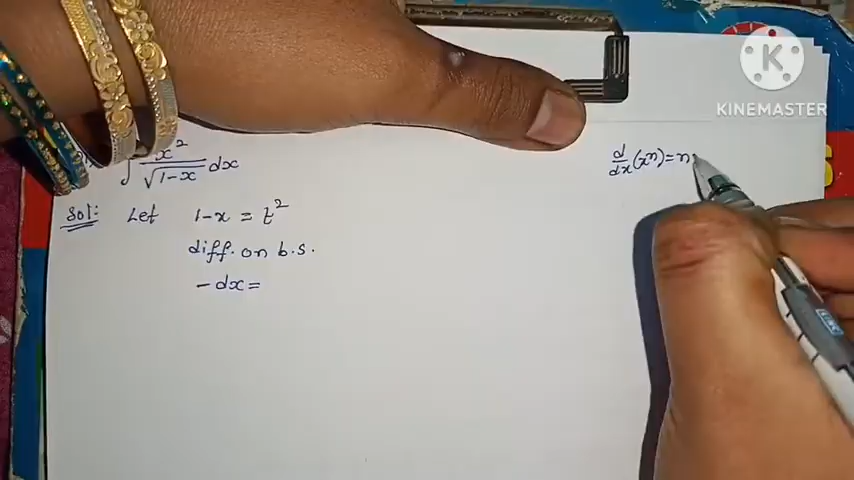 ∫ x²/√(1-x) dx
Sol: Let 1-x = t²
diff. on b.s.
-dx=
d/dx (xⁿ) = n
KINEMASTER